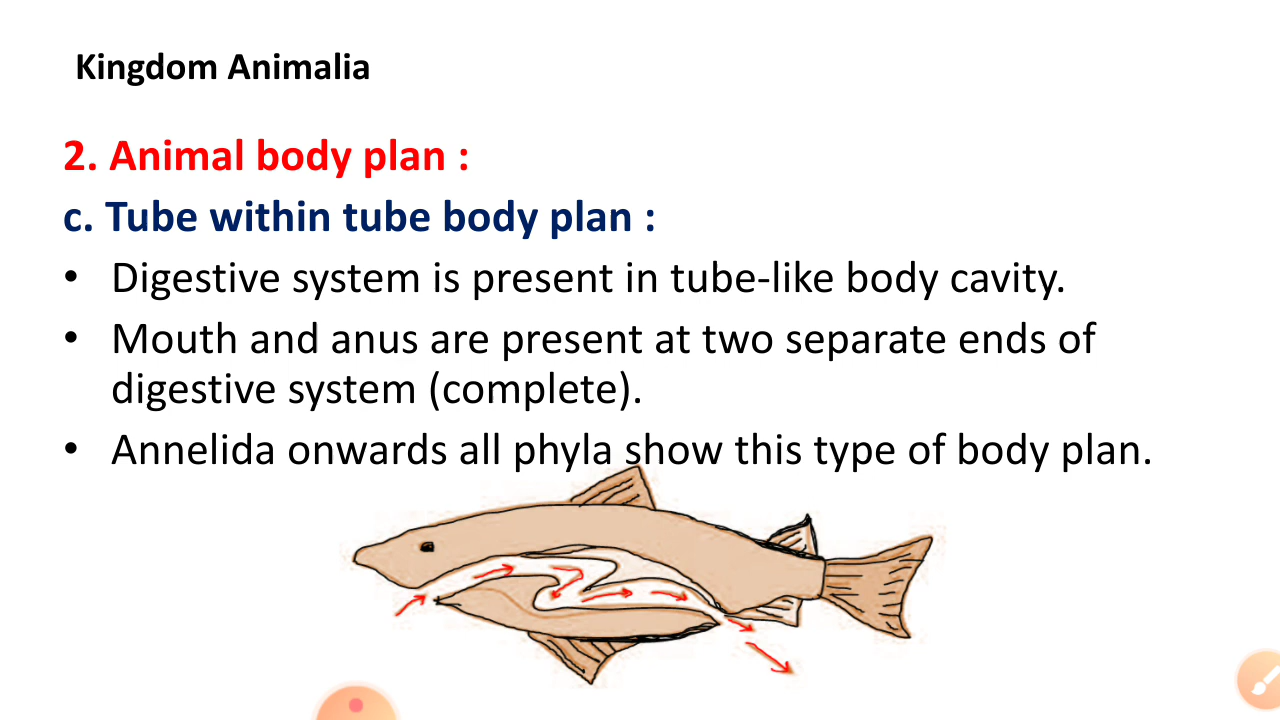 Kingdom Animalia
2. Animal body plan :
c. Tube within tube body plan :
• Digestive system is present in tube-like body cavity.
• Mouth and anus are present at two separate ends of
digestive system (complete).
• Annelida onwards all phyla show this type of body plan.